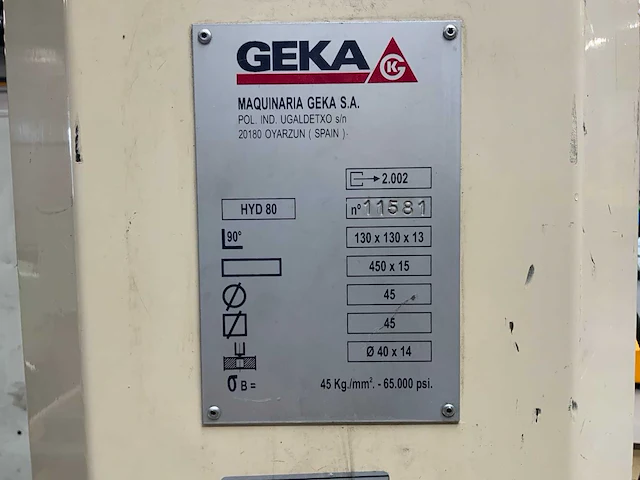 GEKA
MAQUINARIA GEKA S.A.
POL. IND. UGALDETXO s/n
20180 OYARZUN ( SPAIN )
2.002
HYD 80 nº 11581
90º 130 x 130 x 13
450 x 15
45
45
Ø 40 x 14
σ B = 45 Kg./mm². - 65.000 psi.